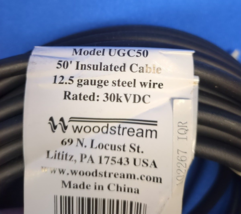 Model UGC50
50' Insulated Cable
12.5 gauge steel wire
Rated: 30kVDC
woodstream
69 N. Locust St.
Lititz, PA 17543 USA
www.woodstream.com
Made in China